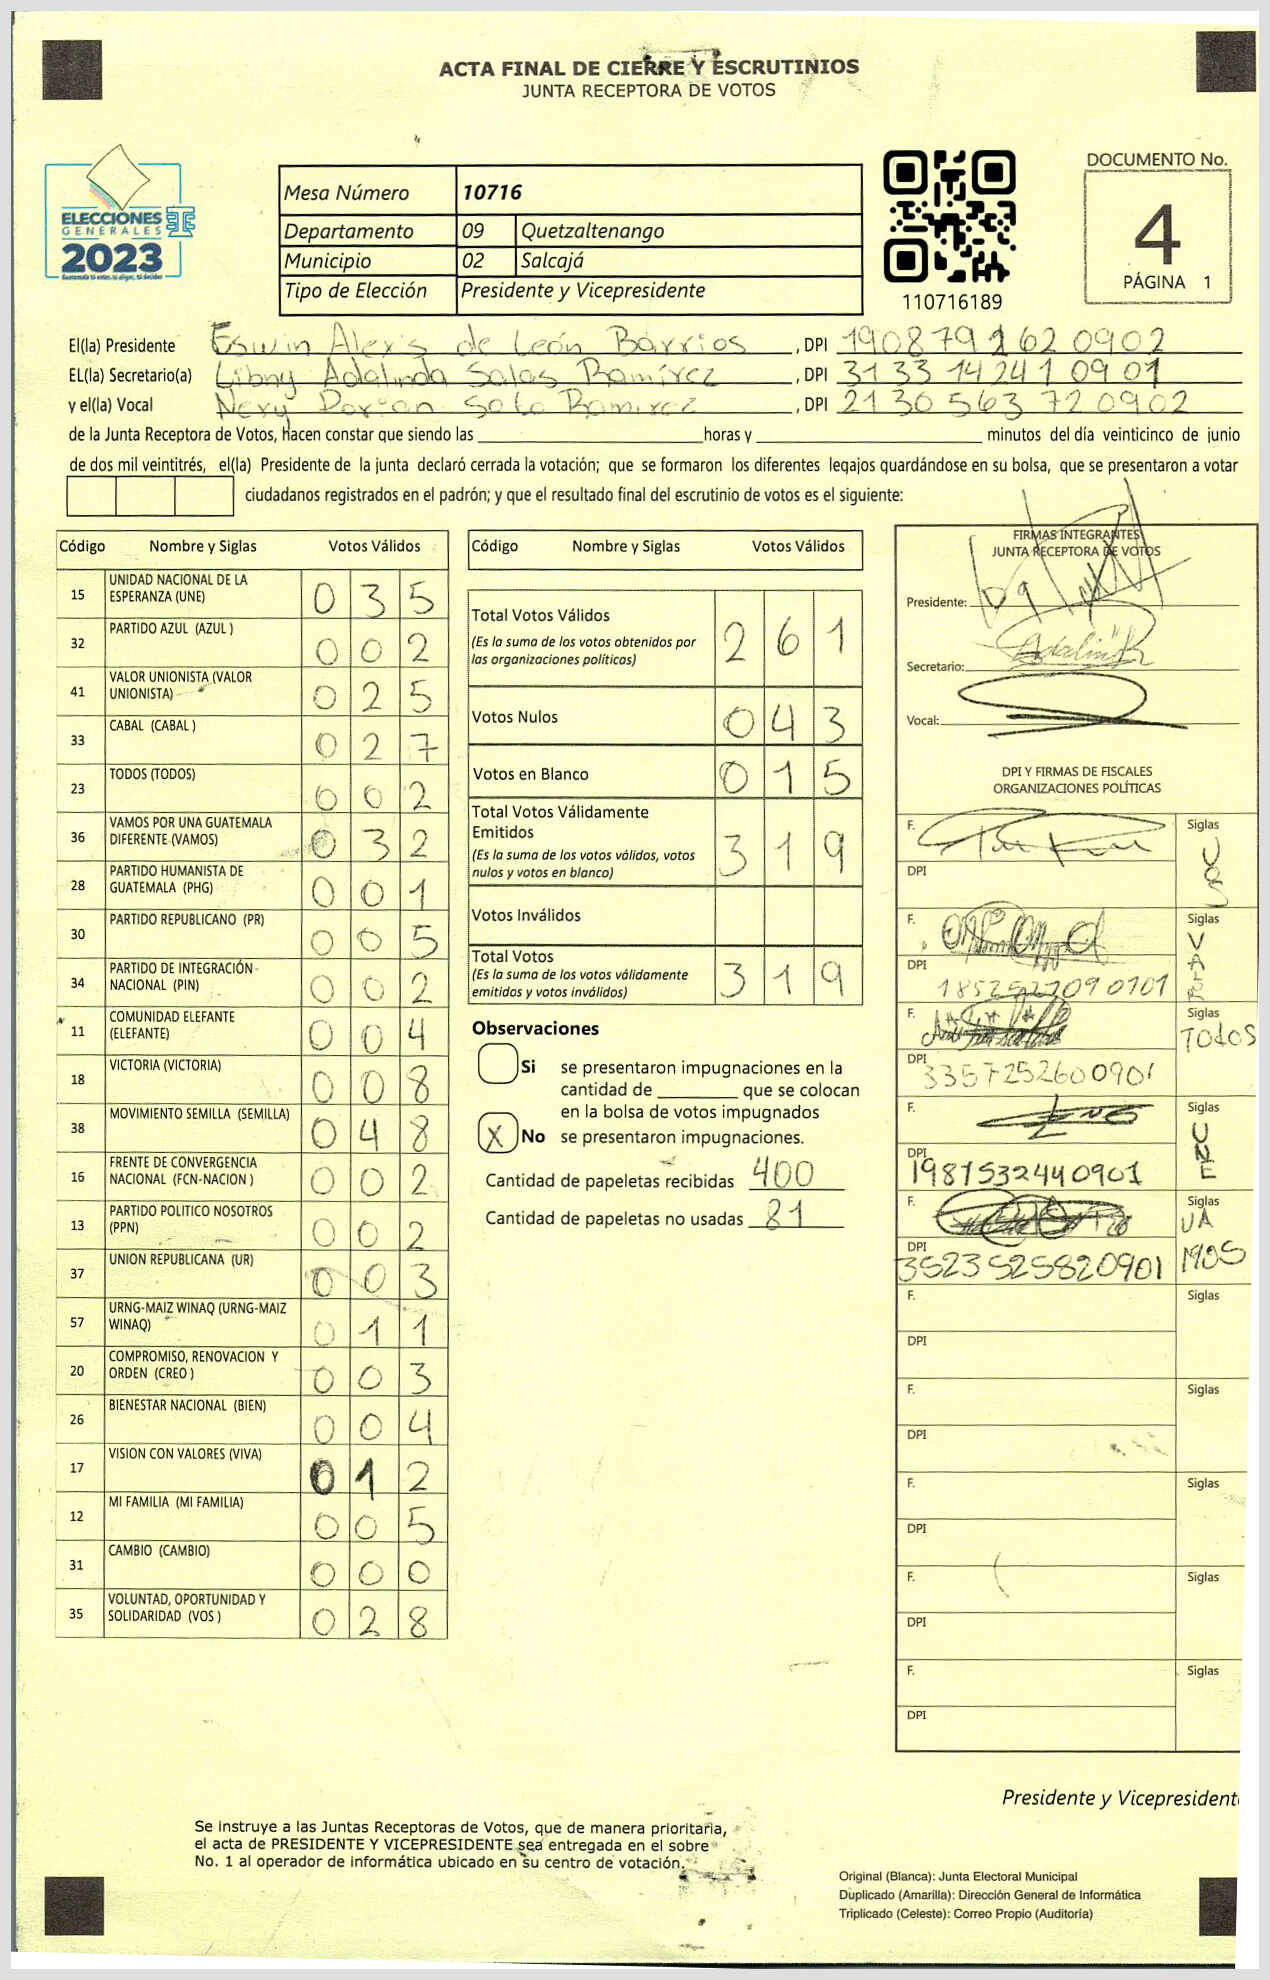 ACTA FINAL DE CIERRE Y ESCRUTINIOS
JUNTA RECEPTORA DE VOTOS
ELECCIONES
GENERALES
2023
Mesa Número 10716
Departamento 09 Quetzaltenango
Municipio 02 Salcajá
Tipo de Elección Presidente y Vicepresidente
110716189
DOCUMENTO No.
4
PÁGINA 1
El(la) Presidente Eswin Alexis de León Barrios, DPI 1908791620902
EL(la) Secretario(a) Libny Adalinda Salas Ramírez, DPI 3133142410901
y el(la) Vocal Nery Dorian Soto Ramirez, DPI 2130563720902
de la Junta Receptora de Votos, Hacen constar que siendo las ____ horas y ____ minutos del día veinticinco de junio
de dos mil veintitrés, el(la) Presidente de la junta declaró cerrada la votación; que se formaron los diferentes legajos guardándose en su bolsa, que se presentaron a votar
ciudadanos registrados en el padrón; y que el resultado final del escrutinio de votos es el siguiente:
Código Nombre y Siglas Votos Válidos
15 UNIDAD NACIONAL DE LA ESPERANZA (UNE) 0 3 5
32 PARTIDO AZUL (AZUL ) 0 0 2
41 VALOR UNIONISTA (VALOR UNIONISTA) 0 2 5
33 CABAL (CABAL ) 0 2 7
23 TODOS (TODOS) 0 0 2
36 VAMOS POR UNA GUATEMALA DIFERENTE (VAMOS) 0 3 2
28 PARTIDO HUMANISTA DE GUATEMALA (PHG) 0 0 1
30 PARTIDO REPUBLICANO (PR) 0 0 5
34 PARTIDO DE INTEGRACIÓN NACIONAL (PIN) 0 0 2
11 COMUNIDAD ELEFANTE (ELEFANTE) 0 0 4
18 VICTORIA (VICTORIA) 0 0 8
38 MOVIMIENTO SEMILLA (SEMILLA) 0 4 8
16 FRENTE DE CONVERGENCIA NACIONAL (FCN-NACION ) 0 0 2
13 PARTIDO POLITICO NOSOTROS (PPN) 0 0 2
37 UNION REPUBLICANA (UR) 0 0 3
57 URNG-MAIZ WINAQ (URNG-MAIZ WINAQ) 0 1 1
20 COMPROMISO, RENOVACION Y ORDEN (CREO ) 0 0 3
26 BIENESTAR NACIONAL (BIEN) 0 0 4
17 VISION CON VALORES (VIVA) 0 1 2
12 MI FAMILIA (MI FAMILIA) 0 0 5
31 CAMBIO (CAMBIO) 0 0 0
35 VOLUNTAD, OPORTUNIDAD Y SOLIDARIDAD (VOS ) 0 2 8
Código Nombre y Siglas Votos Válidos
Total Votos Válidos 2 6 1
(Es la suma de los votos obtenidos por
las organizaciones políticas)
Votos Nulos 0 4 3
Votos en Blanco 0 1 5
Total Votos Válidamente
Emitidos 3 1 9
(Es la suma de los votos válidos, votos
nulos y votos en blanco)
Votos Inválidos
Total Votos 3 1 9
(Es la suma de los votos válidamente
emitidos y votos inválidos)
Observaciones
Si se presentaron impugnaciones en la
cantidad de ____ que se colocan
en la bolsa de votos impugnados
X No se presentaron impugnaciones.
Cantidad de papeletas recibidas 400
Cantidad de papeletas no usadas 81
FIRMAS INTEGRANTES
JUNTA RECEPTORA DE VOTOS
Presidente:
Secretario:
Vocal:
DPI Y FIRMAS DE FISCALES
ORGANIZACIONES POLÍTICAS
F. Siglas VOS
DPI
F. Siglas VALOR
DPI
F. Siglas TODOS
DPI 3357252600901
F. Siglas UNE
DPI 1981532440901
F. Siglas VAMOS
DPI 3523525820901
F. Siglas
DPI
F. Siglas
DPI
F. Siglas
DPI
F. Siglas
DPI
F. Siglas
DPI
Presidente y Vicepresident
Se instruye a las Juntas Receptoras de Votos, que de manera prioritaria,
el acta de PRESIDENTE Y VICEPRESIDENTE sea entregada en el sobre
No. 1 al operador de informática ubicado en su centro de votación.
Original (Blanca): Junta Electoral Municipal
Duplicado (Amarilla): Dirección General de Informática
Triplicado (Celeste): Correo Propio (Auditoría)